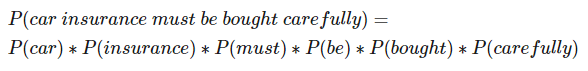 P(car insurance must be bought carefully) =
P(car) ∗ P(insurance) ∗ P(must) ∗ P(be) ∗ P(bought) ∗ P(carefully)